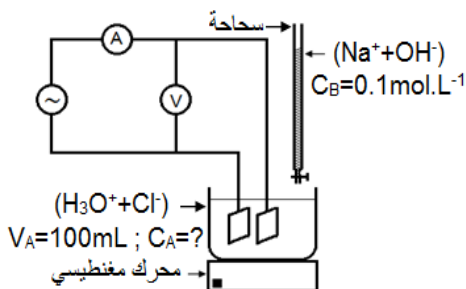 سحاحة
A
(Na⁺+OH⁻)
C_B=0.1mol.L⁻¹
~
V
(H₃O⁺+Cl⁻)
V_A=100mL ; C_A=?
محرك مغنطيسي